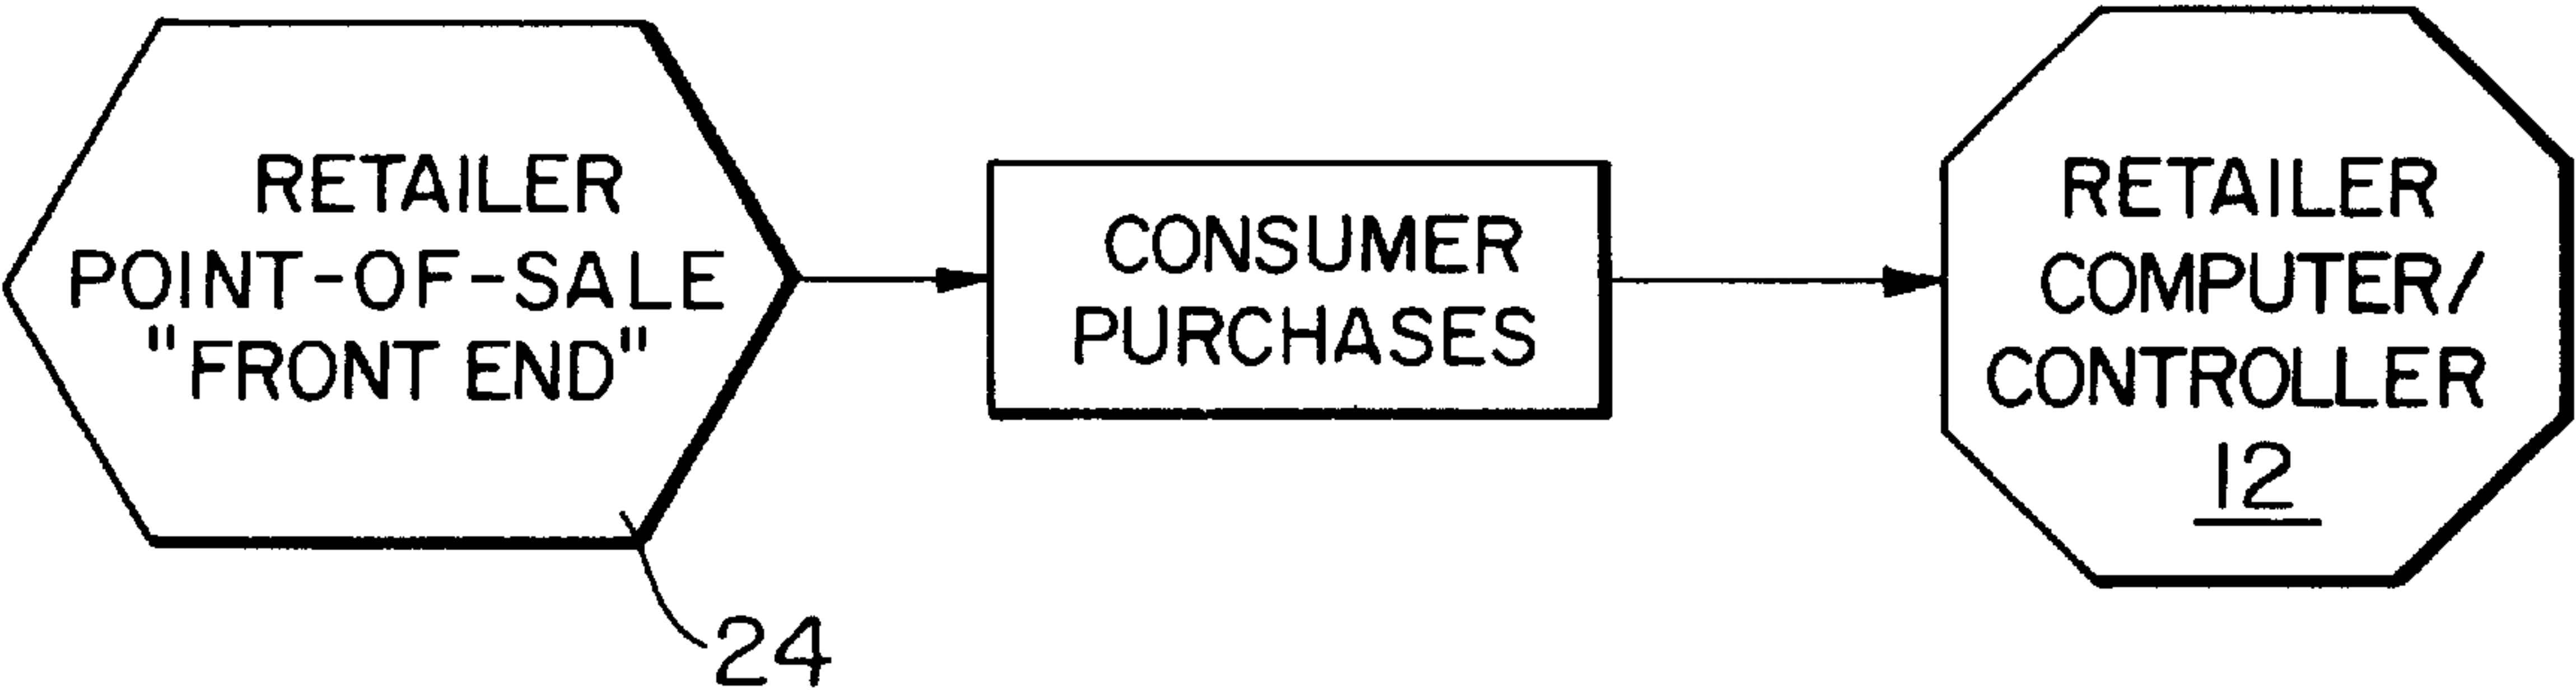 RETAILER
POINT-OF-SALE
"FRONT END"
24
CONSUMER
PURCHASES
RETAILER
COMPUTER/
CONTROLLER
12